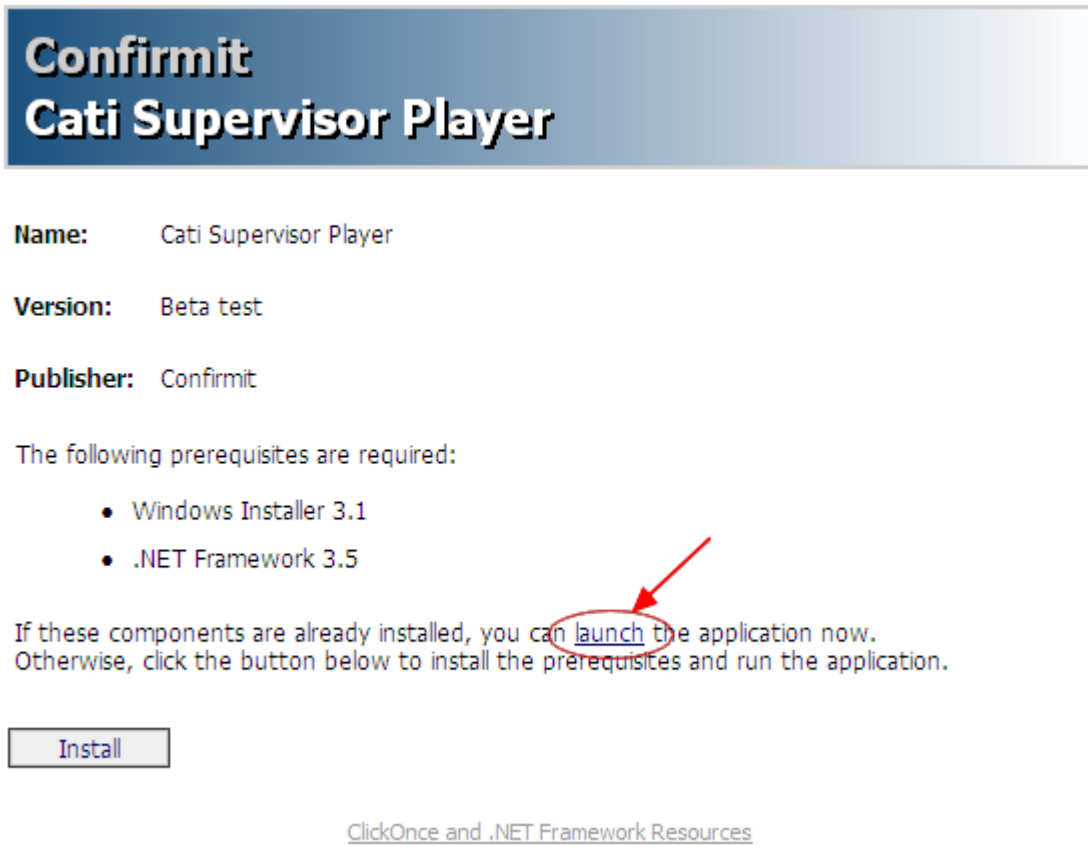 Confirmit
Cati Supervisor Player
Name: Cati Supervisor Player
Version: Beta test
Publisher: Confirmit
The following prerequisites are required:
Windows Installer 3.1
.NET Framework 3.5
If these components are already installed, you can launch the application now.
Otherwise, click the button below to install the prerequisites and run the application.
Install
ClickOnce and .NET Framework Resources